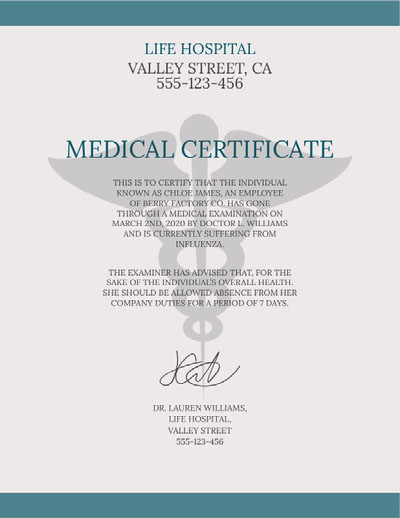 LIFE HOSPITAL
VALLEY STREET, CA
555-123-456
MEDICAL CERTIFICATE
THIS IS TO CERTIFY THAT THE INDIVIDUAL
KNOWN AS CHLOE JAMES, AN EMPLOYEE
OF BERRY FACTORY CO. HAS GONE
THROUGH A MEDICAL EXAMINATION ON
MARCH 2ND, 2020 BY DOCTOR L. WILLIAMS
AND IS CURRENTLY SUFFERING FROM
INFLUENZA.
THE EXAMINER HAS ADVISED THAT, FOR THE
SAKE OF THE INDIVIDUAL'S OVERALL HEALTH.
SHE SHOULD BE ALLOWED ABSENCE FROM HER
COMPANY DUTIES FOR A PERIOD OF 7 DAYS.
DR. LAUREN WILLIAMS,
LIFE HOSPITAL,
VALLEY STREET
555-123-456